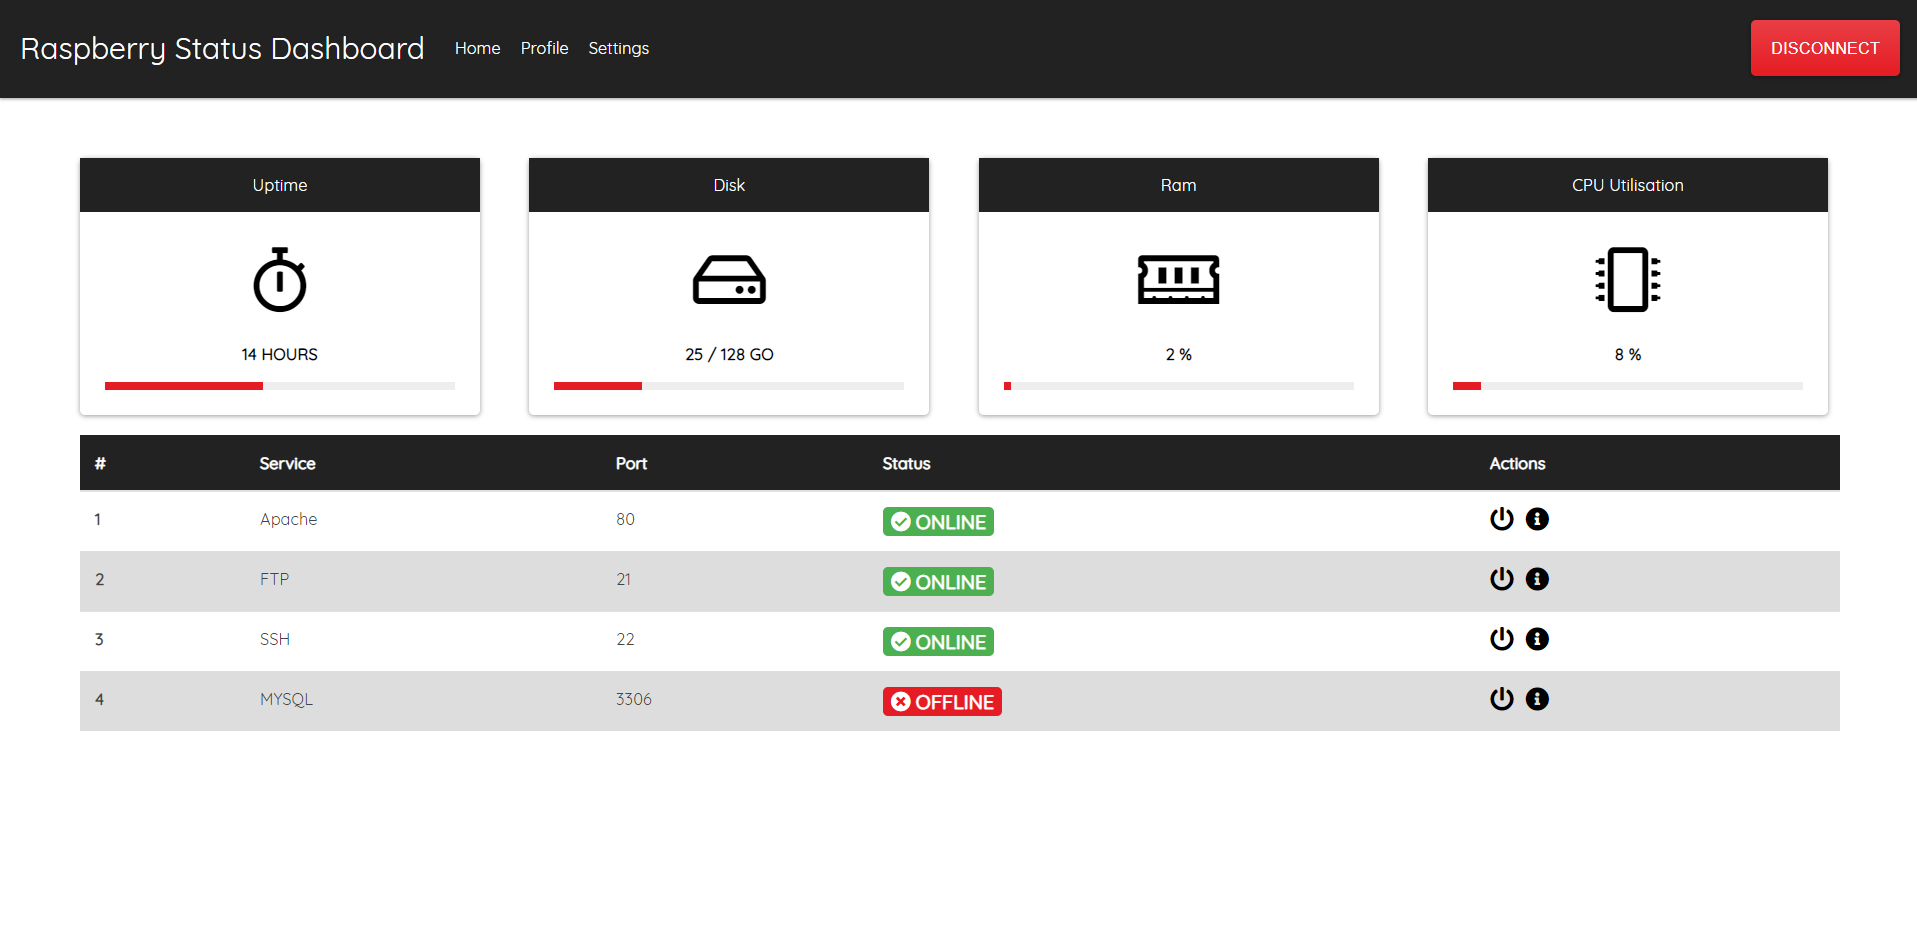 Raspberry Status Dashboard Home Profile Settings DISCONNECT
Uptime Disk Ram CPU Utilisation
14 HOURS 25 / 128 GO 2 % 8 %
# Service Port Status Actions
1 Apache 80 ONLINE
2 FTP 21 ONLINE
3 SSH 22 ONLINE
4 MYSQL 3306 OFFLINE